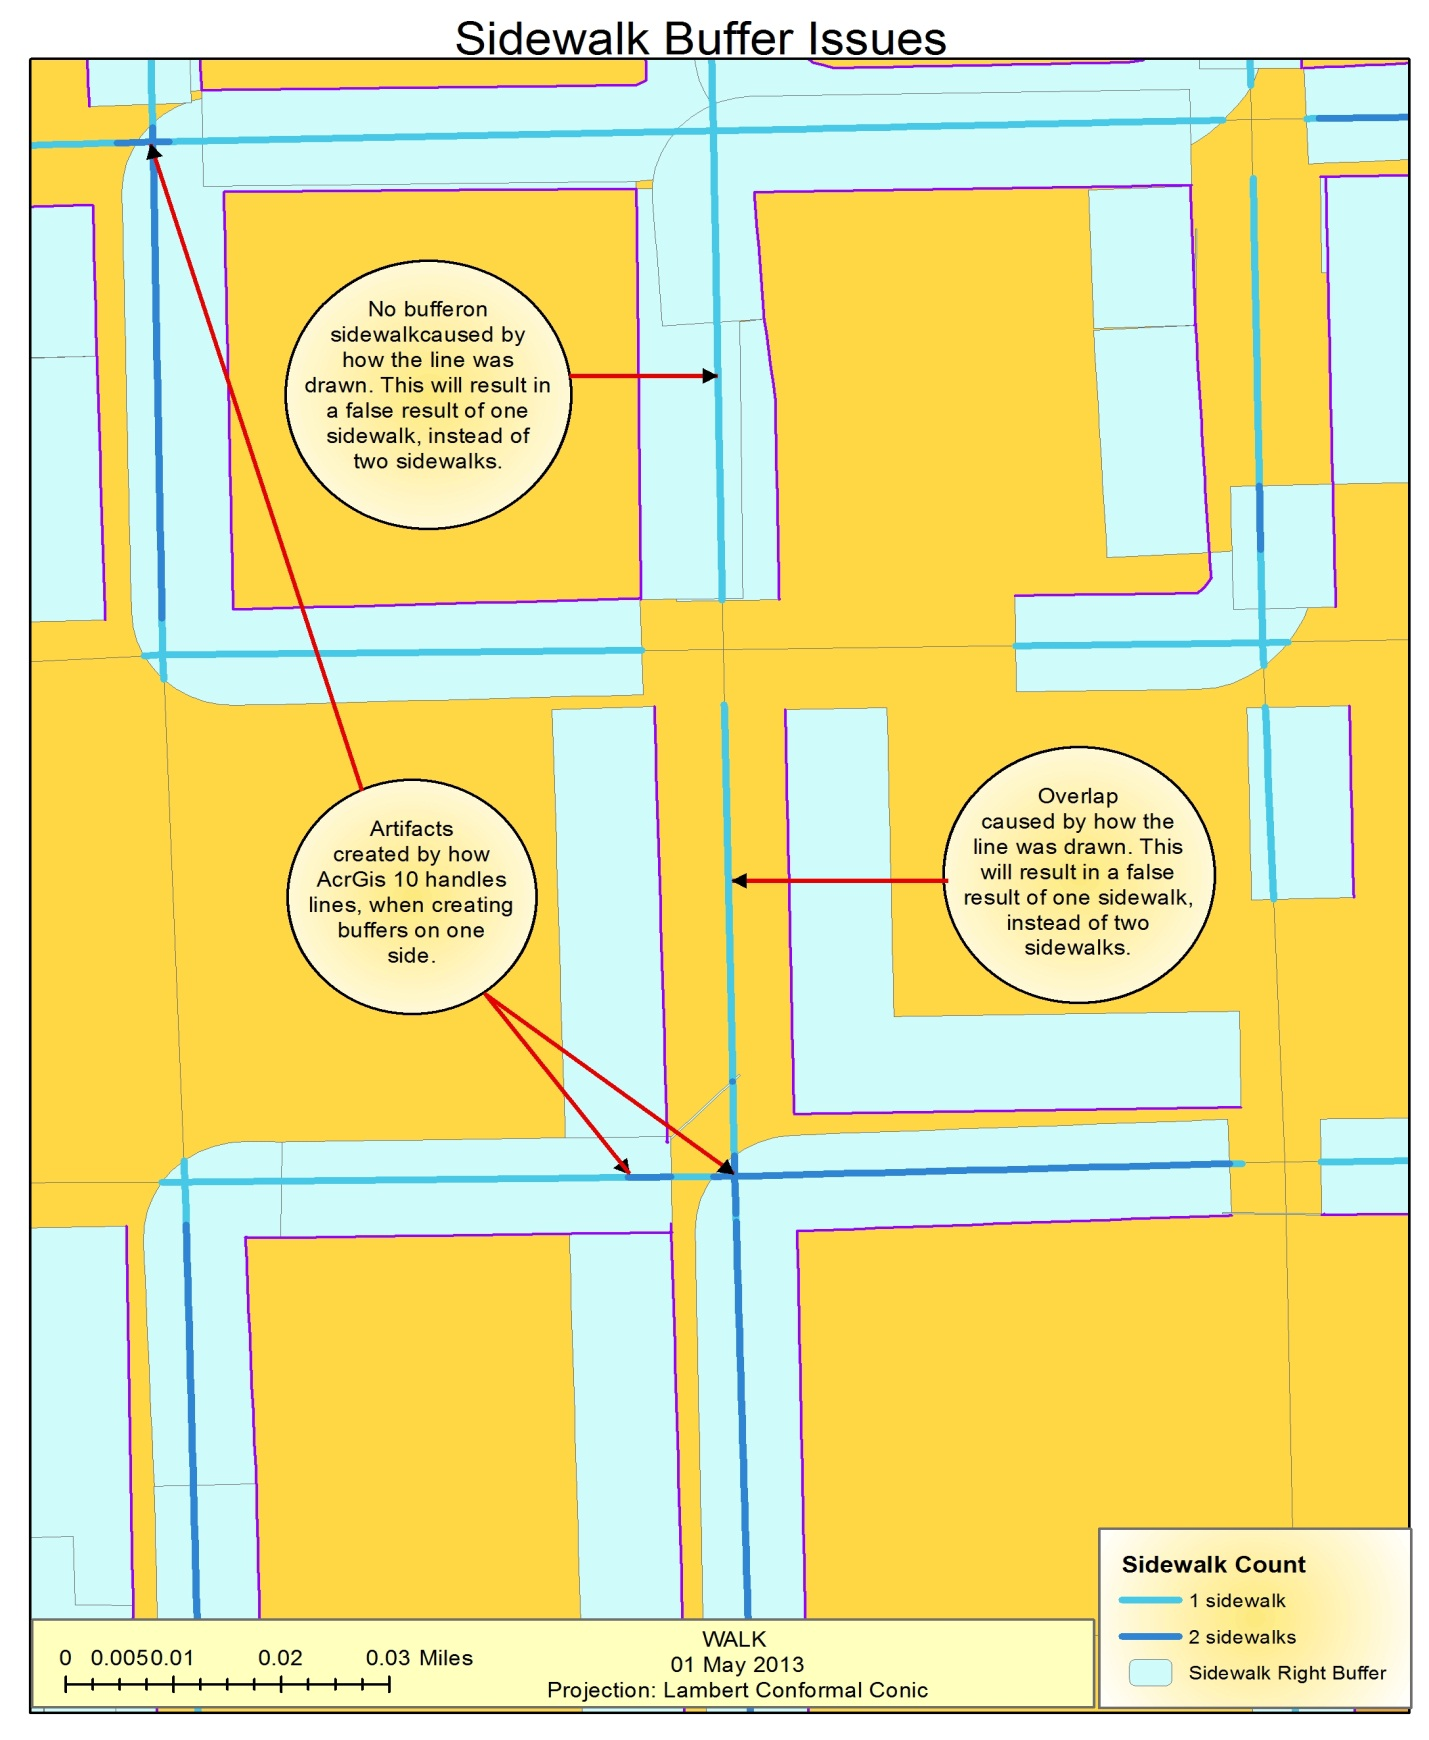 Sidewalk Buffer Issues
No bufferon
sidewalkcaused by
how the line was
drawn. This will result in
a false result of one
sidewalk, instead of
two sidewalks.
Overlap
caused by how the
line was drawn. This
will result in a false
result of one sidewalk,
instead of two
sidewalks.
Artifacts
created by how
AcrGis 10 handles
lines, when creating
buffers on one
side.
Sidewalk Count
1 sidewalk
2 sidewalks
Sidewalk Right Buffer
0 0.0050.01 0.02 0.03 Miles
WALK
01 May 2013
Projection: Lambert Conformal Conic